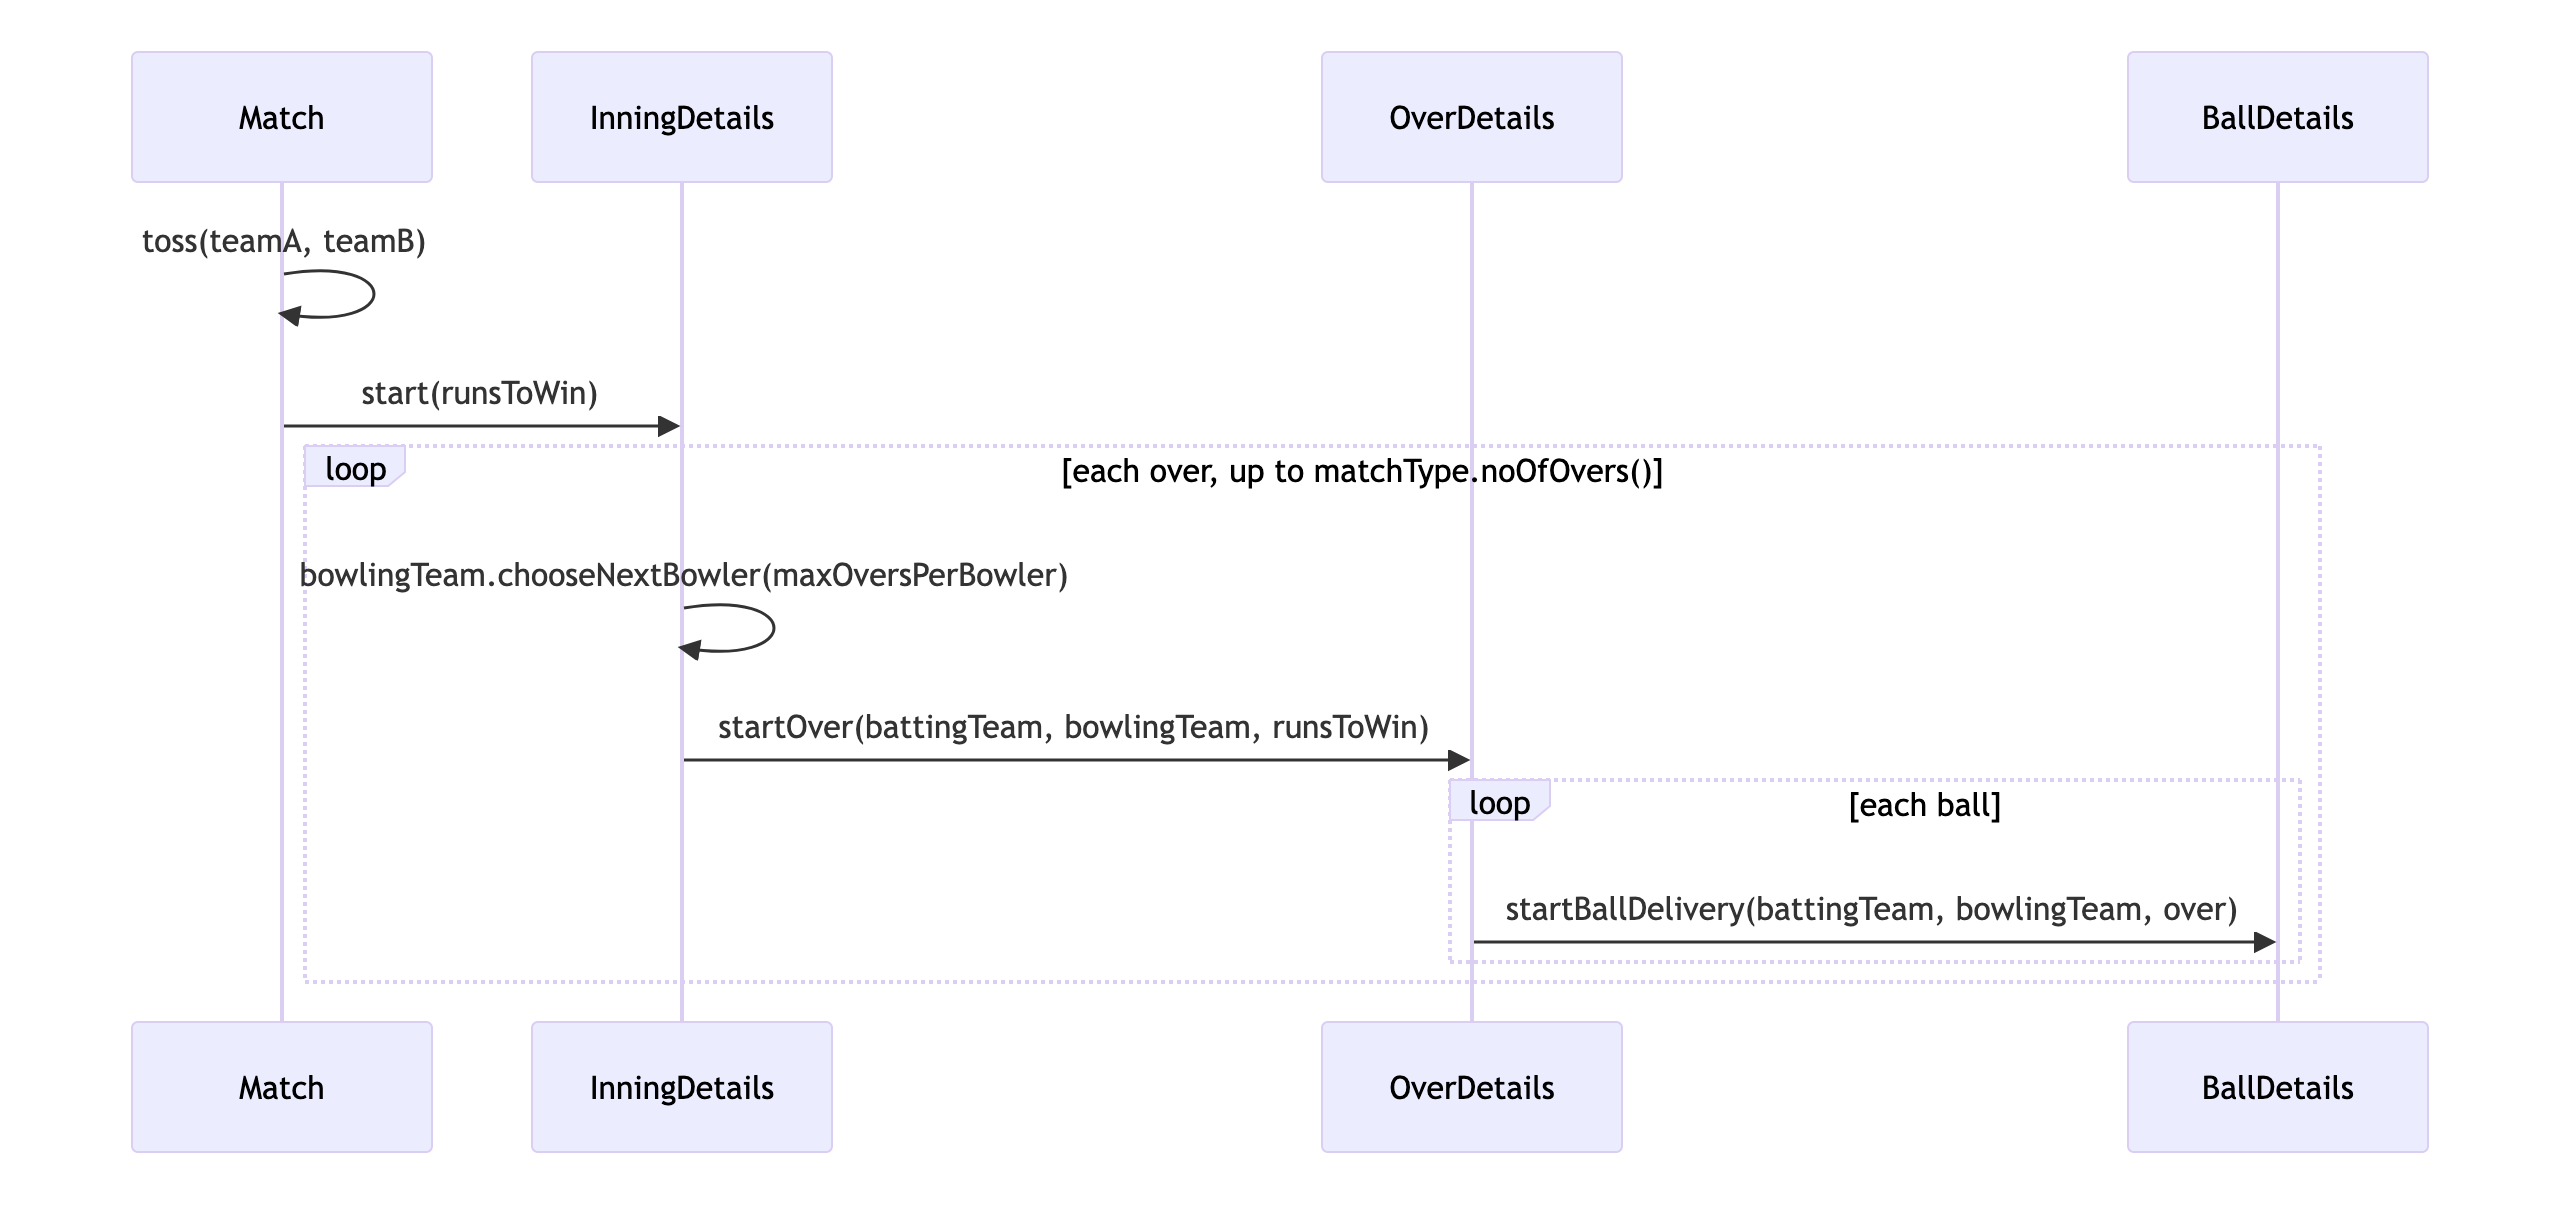 Match
InningDetails
OverDetails
BallDetails
toss(teamA, teamB)
start(runsToWin)
loop
[each over, up to matchType.noOfOvers()]
bowlingTeam.chooseNextBowler(maxOversPerBowler)
startOver(battingTeam, bowlingTeam, runsToWin)
loop
[each ball]
startBallDelivery(battingTeam, bowlingTeam, over)
Match
InningDetails
OverDetails
BallDetails